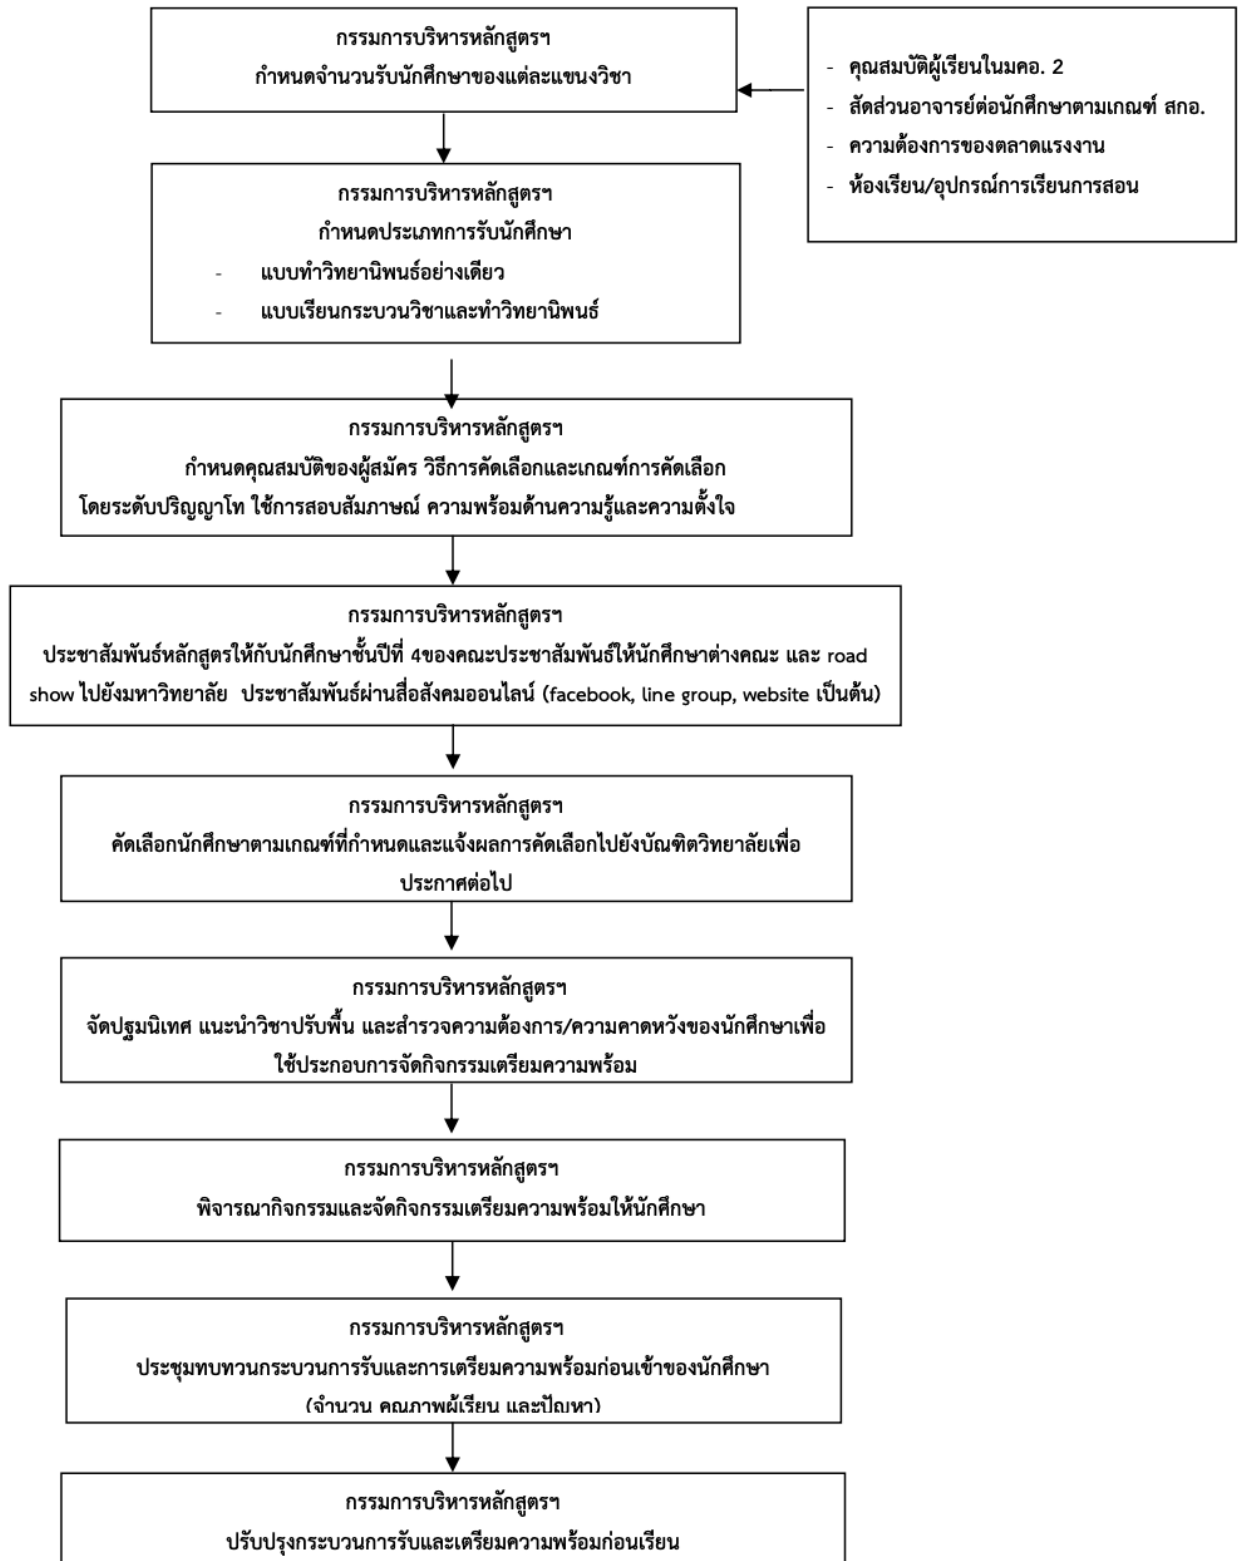 กรรมการบริหารหลักสูตรฯ
กำหนดจำนวนรับนักศึกษาของแต่ละแขนงวิชา
- คุณสมบัติผู้เรียนในมคอ. 2
- สัดส่วนอาจารย์ต่อนักศึกษาตามเกณฑ์ สกอ.
- ความต้องการของตลาดแรงงาน
- ห้องเรียน/อุปกรณ์การเรียนการสอน
กรรมการบริหารหลักสูตรฯ
กำหนดประเภทการรับนักศึกษา
- แบบทำวิทยานิพนธ์อย่างเดียว
- แบบเรียนกระบวนวิชาและทำวิทยานิพนธ์
กรรมการบริหารหลักสูตรฯ
กำหนดคุณสมบัติของผู้สมัคร วิธีการคัดเลือกและเกณฑ์การคัดเลือก
โดยระดับปริญญาโท ใช้การสอบสัมภาษณ์ ความพร้อมด้านความรู้และความตั้งใจ
กรรมการบริหารหลักสูตรฯ
ประชาสัมพันธ์หลักสูตรให้กับนักศึกษาชั้นปีที่ 4ของคณะประชาสัมพันธ์ให้นักศึกษาต่างคณะ และ road
show ไปยังมหาวิทยาลัย ประชาสัมพันธ์ผ่านสื่อสังคมออนไลน์ (facebook, line group, website เป็นต้น)
กรรมการบริหารหลักสูตรฯ
คัดเลือกนักศึกษาตามเกณฑ์ที่กำหนดและแจ้งผลการคัดเลือกไปยังบัณฑิตวิทยาลัยเพื่อ
ประกาศต่อไป
กรรมการบริหารหลักสูตรฯ
จัดปฐมนิเทศ แนะนำวิชาปรับพื้น และสำรวจความต้องการ/ความคาดหวังของนักศึกษาเพื่อ
ใช้ประกอบการจัดกิจกรรมเตรียมความพร้อม
กรรมการบริหารหลักสูตรฯ
พิจารณากิจกรรมและจัดกิจกรรมเตรียมความพร้อมให้นักศึกษา
กรรมการบริหารหลักสูตรฯ
ประชุมทบทวนกระบวนการรับและการเตรียมความพร้อมก่อนเข้าของนักศึกษา
(จำนวน คุณภาพผู้เรียน และปัญหา)
กรรมการบริหารหลักสูตรฯ
ปรับปรุงกระบวนการรับและเตรียมความพร้อมก่อนเรียน